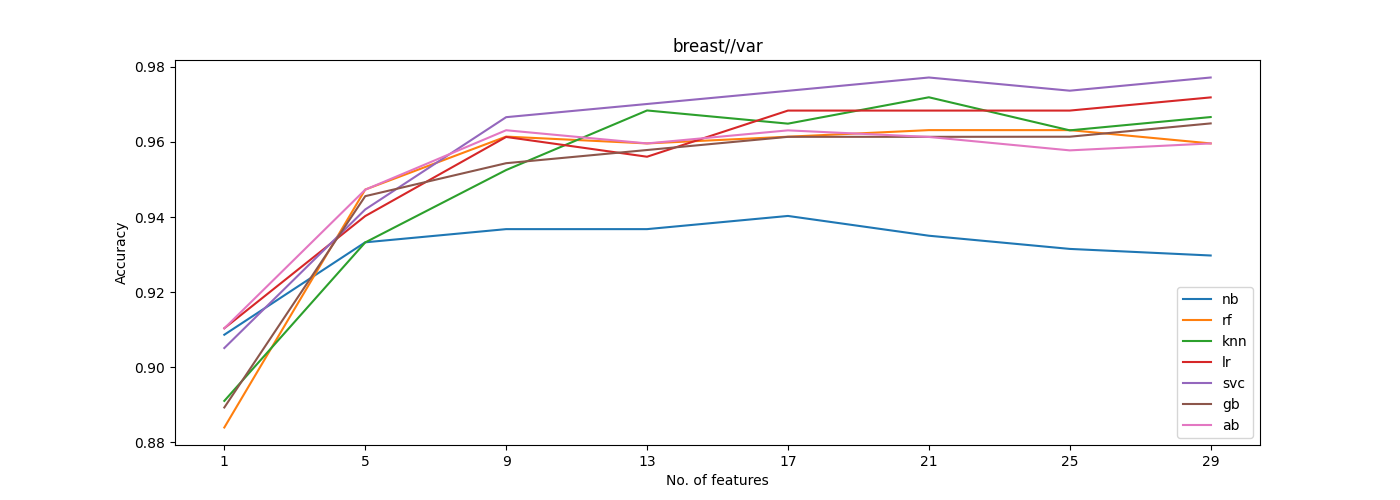 breast//var
0.98
0.96
0.94
0.92
0.90
0.88
Accuracy
1 5 9 13 17 21 25 29
No. of features
nb
rf
knn
lr
svc
gb
ab